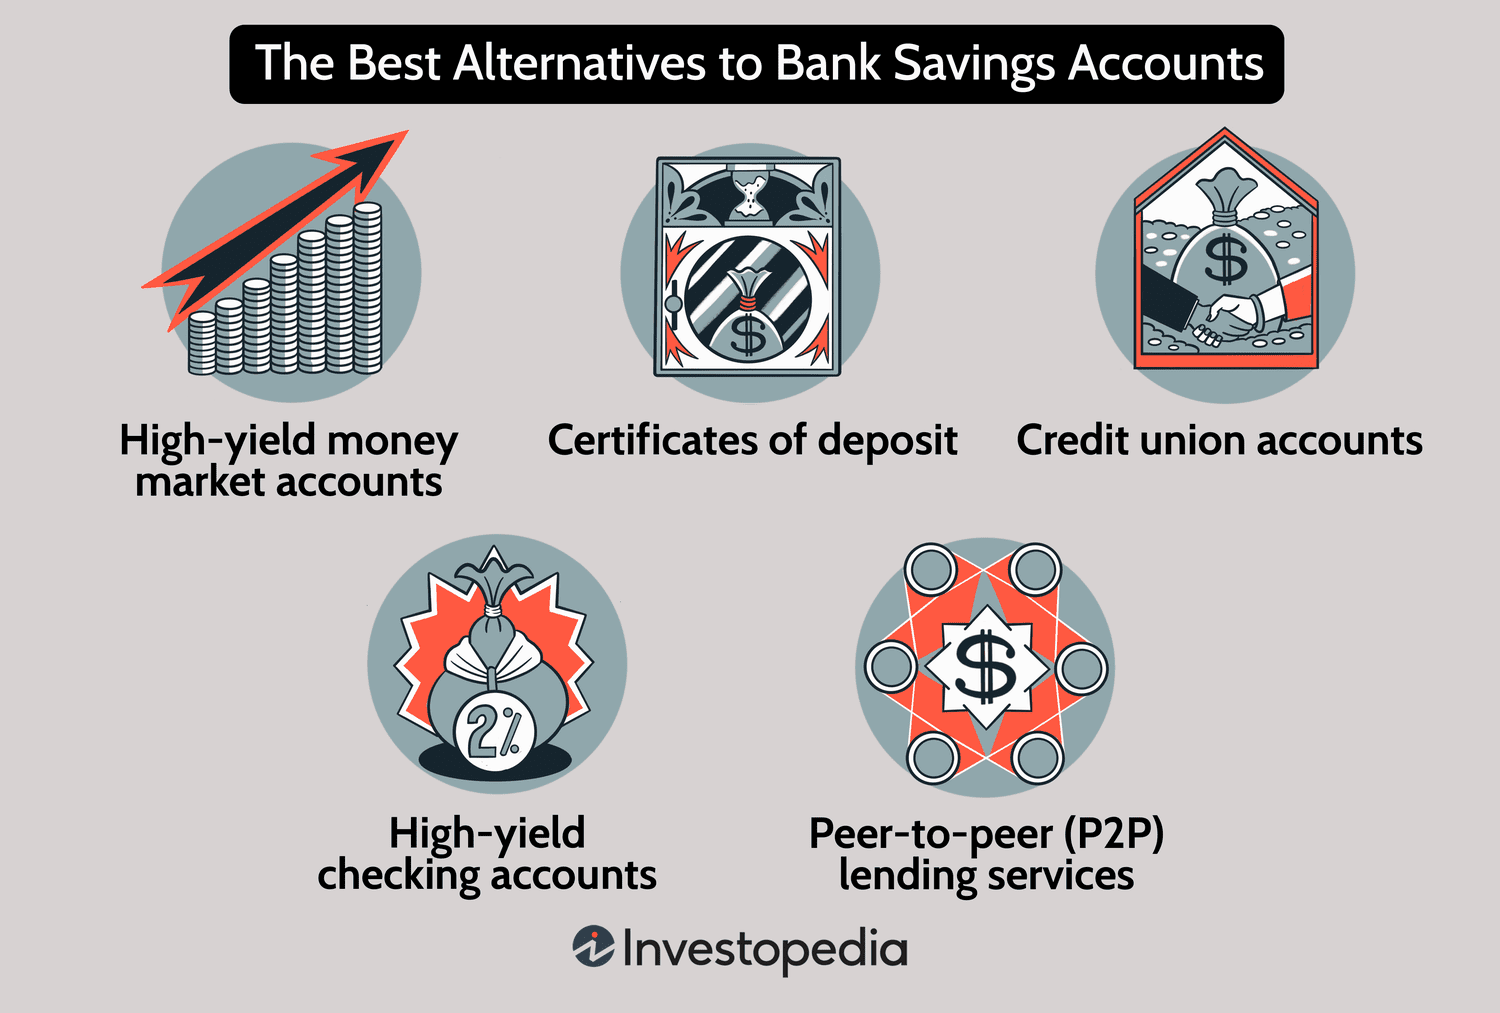 The Best Alternatives to Bank Savings Accounts
$
$
High-yield money
market accounts
Certificates of deposit
Credit union accounts
2%
$
High-yield
checking accounts
Peer-to-peer (P2P)
lending services
Investopedia